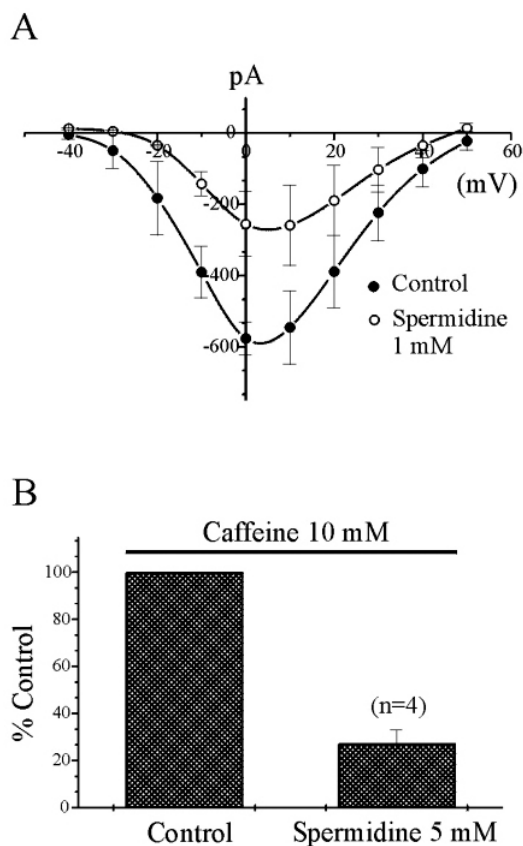 A
pA
0
-40
-20
0
20
40
60
(mV)
-200
-400
-600
Control
Spermidine
1 mM
B
Caffeine 10 mM
100
80
60
40
20
0
% Control
(n=4)
Control
Spermidine 5 mM